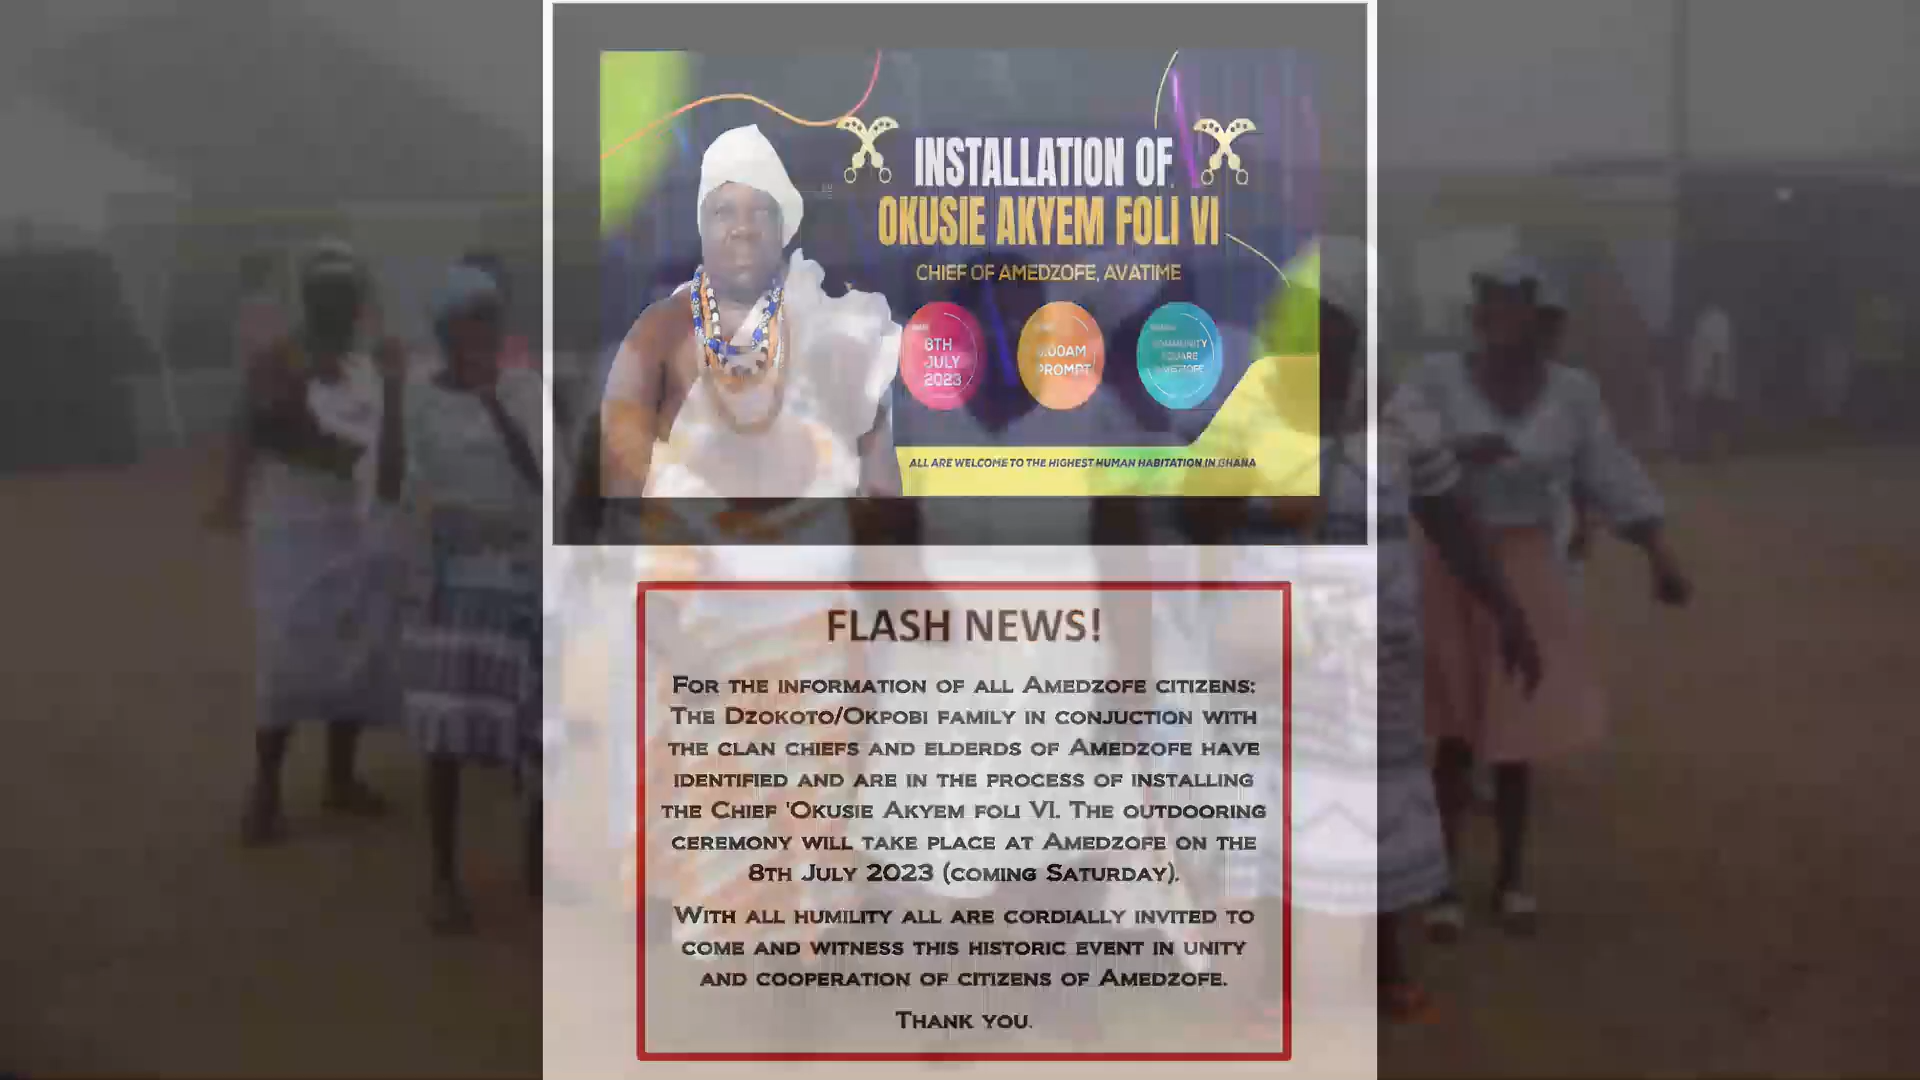 INSTALLATION OF
OKUSIE AKYEM FOLI VI
CHIEF OF AMEDZOFE, AVATIME
8TH
JULY
2023
PROMPT
COMMUNITY
SQUARE
ALL ARE WELCOME TO THE HIGHEST HUMAN HABITATION IN GHANA
FLASH NEWS!
FOR THE INFORMATION OF ALL AMEDZOFE CITIZENS:
THE DZOKOTO/OKPOBI FAMILY IN CONJUCTION WITH
THE CLAN CHIEFS AND ELDERDS OF AMEDZOFE HAVE
IDENTIFIED AND ARE IN THE PROCESS OF INSTALLING
THE CHIEF 'OKUSIE AKYEM FOLI VI. THE OUTDOORING
CEREMONY WILL TAKE PLACE AT AMEDZOFE ON THE
8TH JULY 2023 (COMING SATURDAY).
WITH ALL HUMILITY ALL ARE CORDIALLY INVITED TO
COME AND WITNESS THIS HISTORIC EVENT IN UNITY
AND COOPERATION OF CITIZENS OF AMEDZOFE.
THANK YOU.